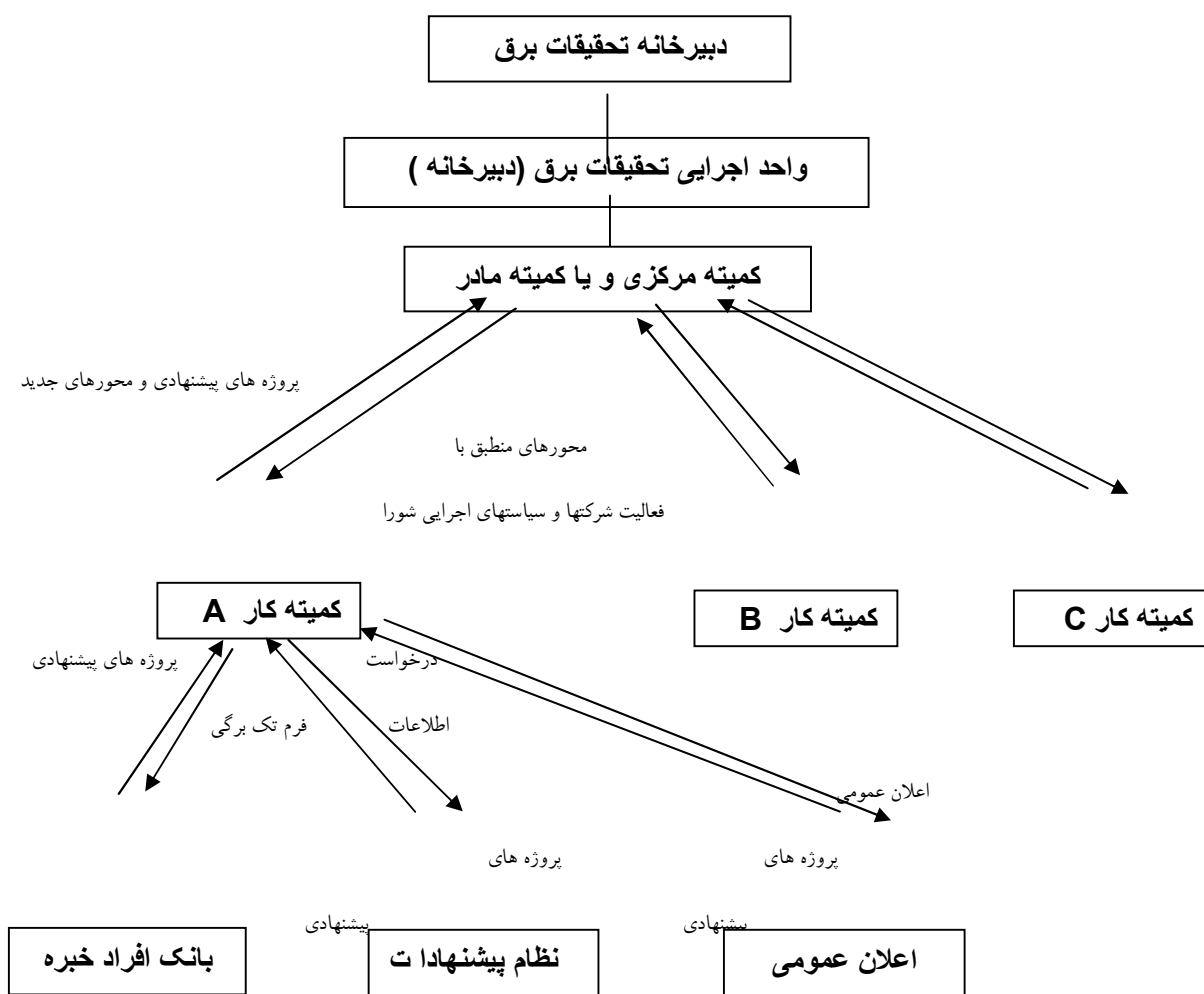 دبیرخانه تحقیقات برق
واحد اجرایی تحقیقات برق (دبیرخانه )
کمیته مرکزی و یا کمیته مادر
پروژه های پیشنهادی و محورهای جدید
محورهای منطبق با
فعالیت شرکتها و سیاستهای اجرایی شورا
کمیته کار A
کمیته کار B
کمیته کار C
پروژه های پیشنهادی
فرم تک برگی
درخواست
اطلاعات
اعلان عمومی
پروژه های
پیشنهادی
پروژه های
پیشنهادی
بانک افراد خبره
نظام پیشنهادا ت
اعلان عمومی